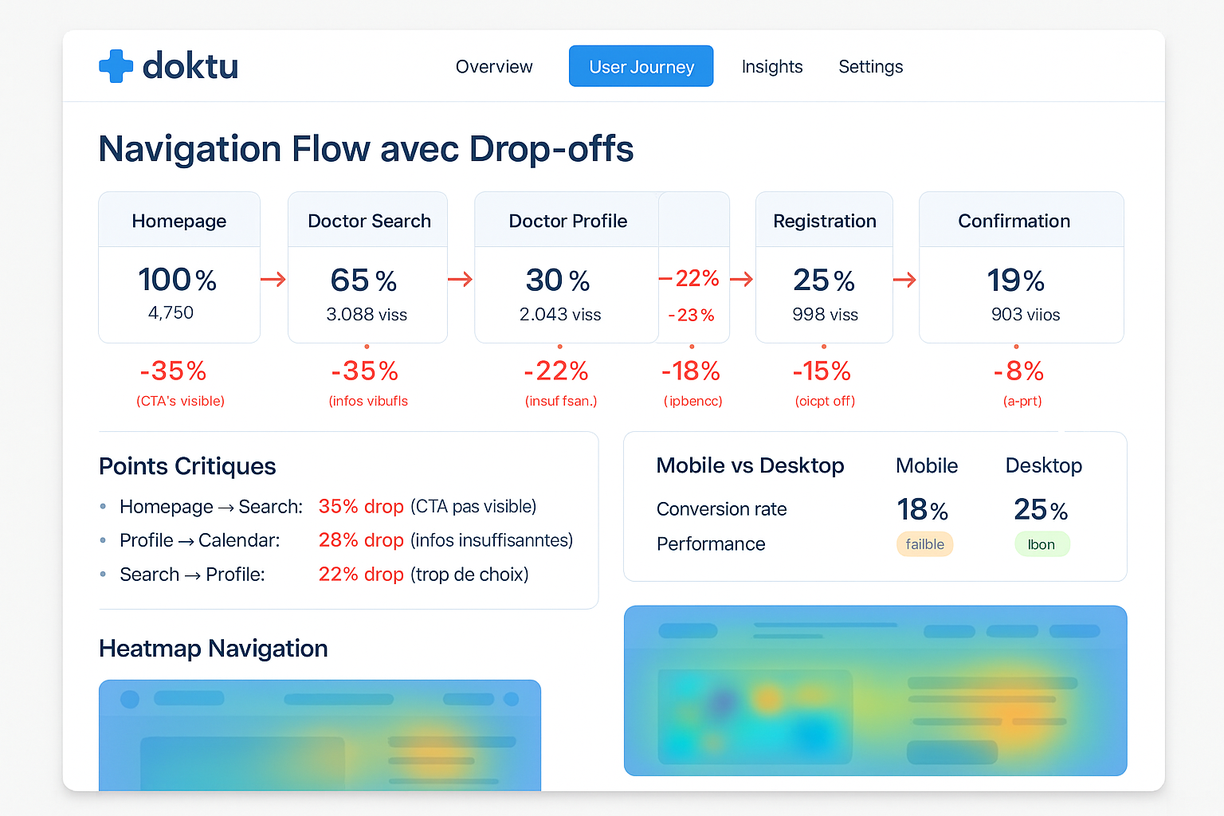 doktu
Overview
User Journey
Insights
Settings
Navigation Flow avec Drop-offs
Homepage
100%
4,750
Doctor Search
65%
3.088 viss
Doctor Profile
30%
2.043 viss
−22%
-23%
Registration
25%
998 viss
Confirmation
19%
903 viios
-35%
(CTA's visible)
-35%
(infos vibufls
-22%
(insuf fsan.)
-18%
(ipbencc)
-15%
(oicpt off)
-8%
(a-prt)
Points Critiques
• Homepage → Search: 35% drop (CTA pas visible)
• Profile → Calendar: 28% drop (infos insuffisanntes)
• Search → Profile: 22% drop (trop de choix)
Mobile vs Desktop Mobile Desktop
Conversion rate 18% 25%
Performance failble lbon
Heatmap Navigation